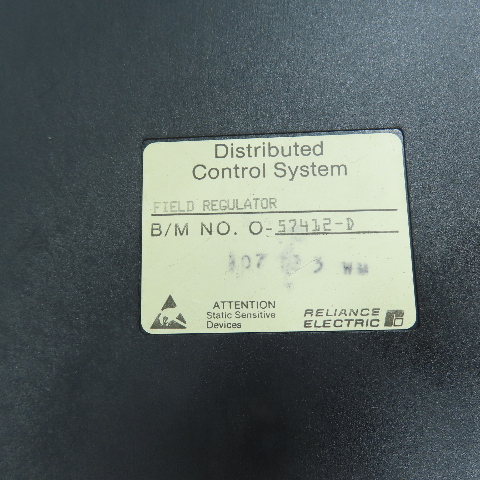 Distributed
Control System
FIELD REGULATOR
B/M NO. O-57412-D
ATTENTION
Static Sensitive
Devices
RELIANCE
ELECTRIC